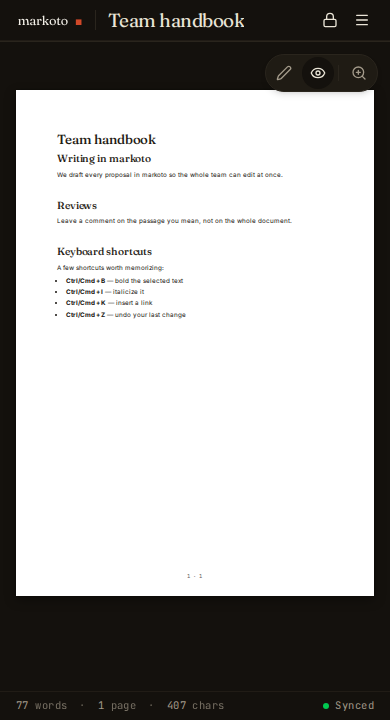 markoto
Team handbook
Team handbook
Writing in markoto
We draft every proposal in markoto so the whole team can edit at once.
Reviews
Leave a comment on the passage you mean, not on the whole document.
Keyboard shortcuts
A few shortcuts worth memorizing:
• Ctrl/Cmd+B — bold the selected text
• Ctrl/Cmd+I — italicize it
• Ctrl/Cmd+K — insert a link
• Ctrl/Cmd+Z — undo your last change
1 - 1
77 words · 1 page · 407 chars
Synced